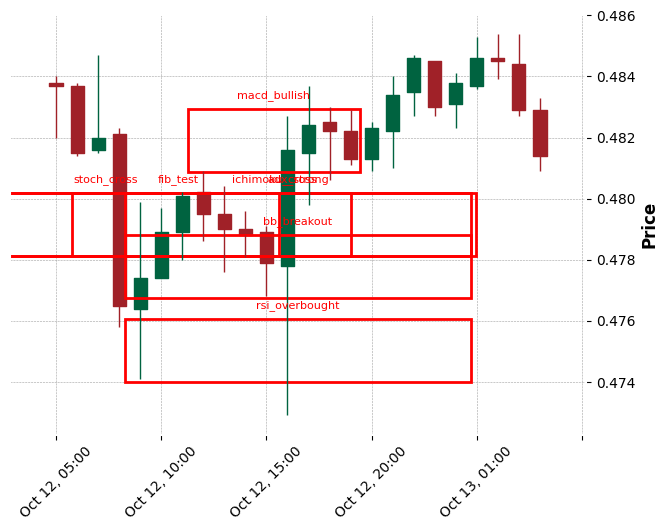 0.486
0.484
macd_bullish
0.482
stoch_cross fib_test
0.480
Price
bb_breakout
0.478
rsi_overbought
0.476
0.474
Oct 12, 05:00
Oct 12, 10:00
Oct 12, 15:00
Oct 12, 20:00
Oct 13, 01:00